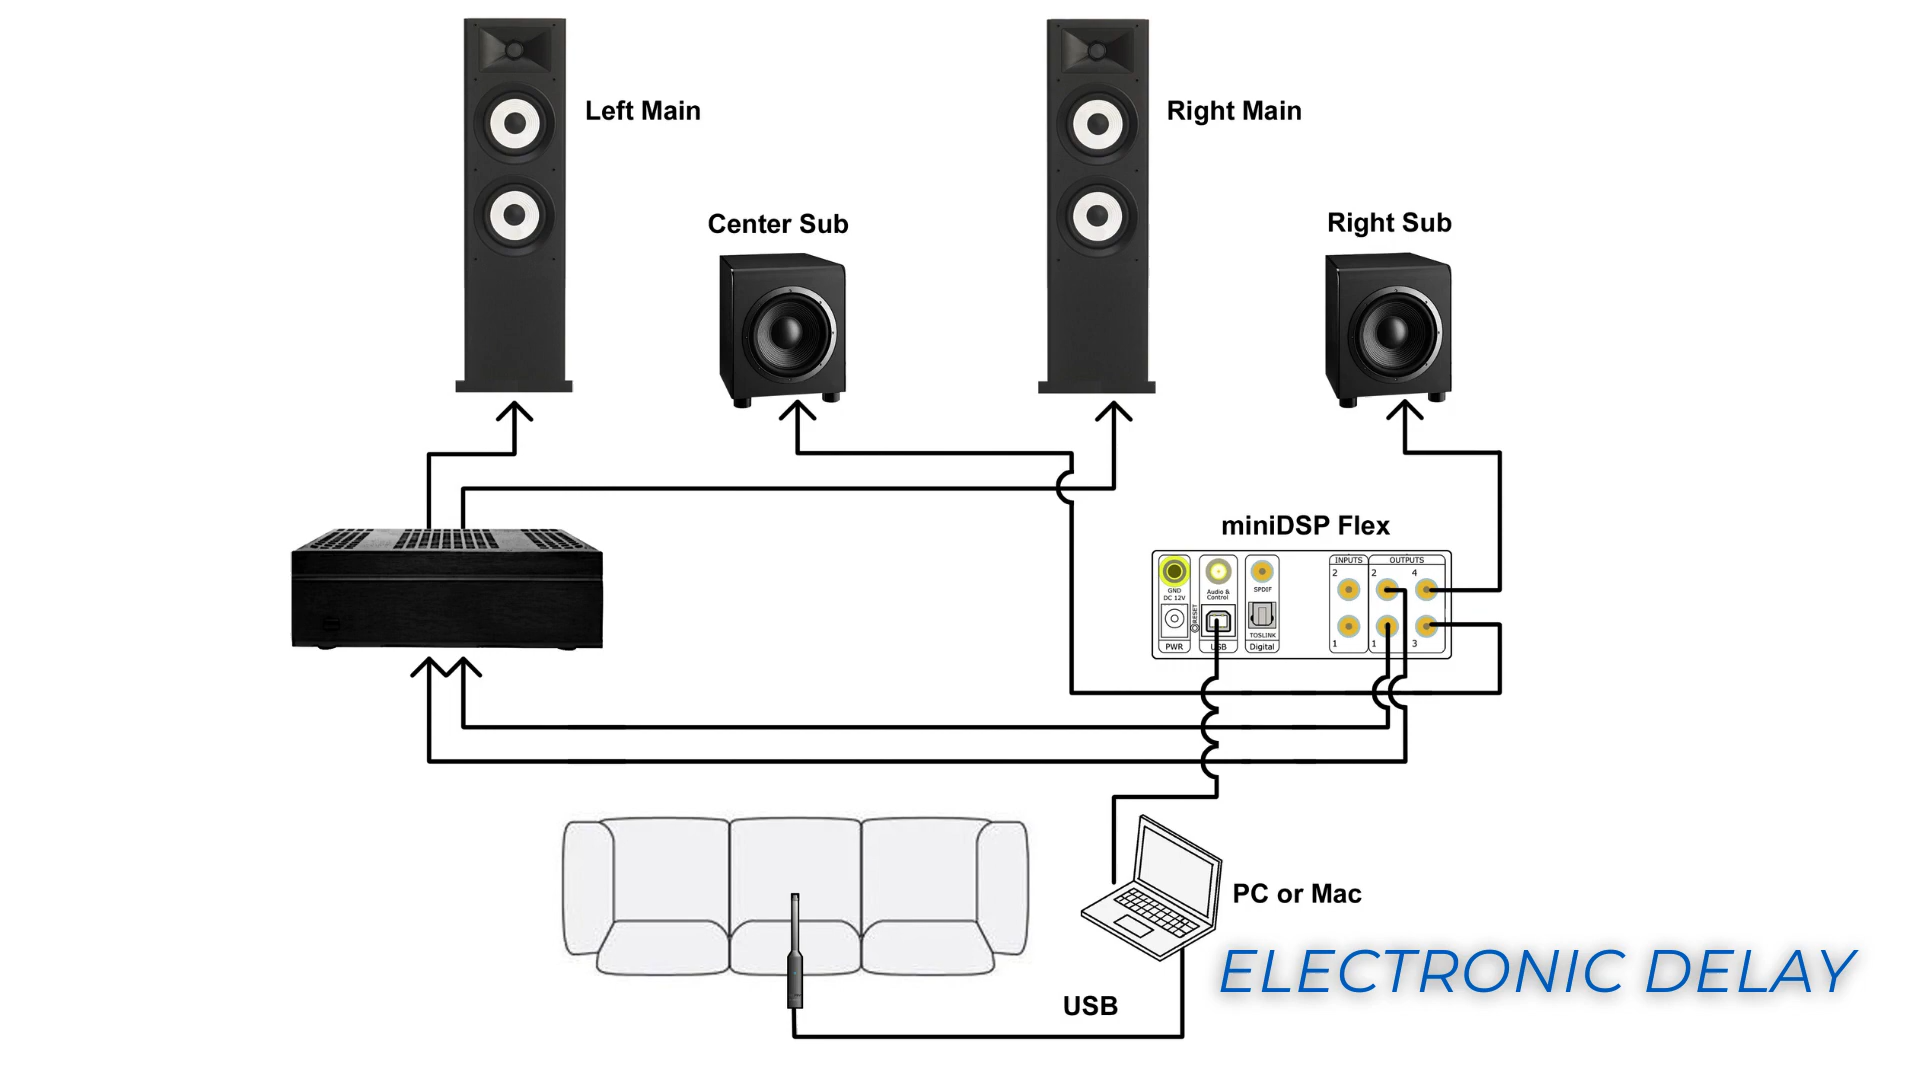 Left Main
Right Main
Center Sub
Right Sub
miniDSP Flex
INPUTS
OUTPUTS
2
2
4
GND
DC 12V
Audio &
Control
SPDIF
RESET
TOSLINK
1
1
3
PWR
USB
Digital
PC or Mac
ELECTRONIC DELAY
USB